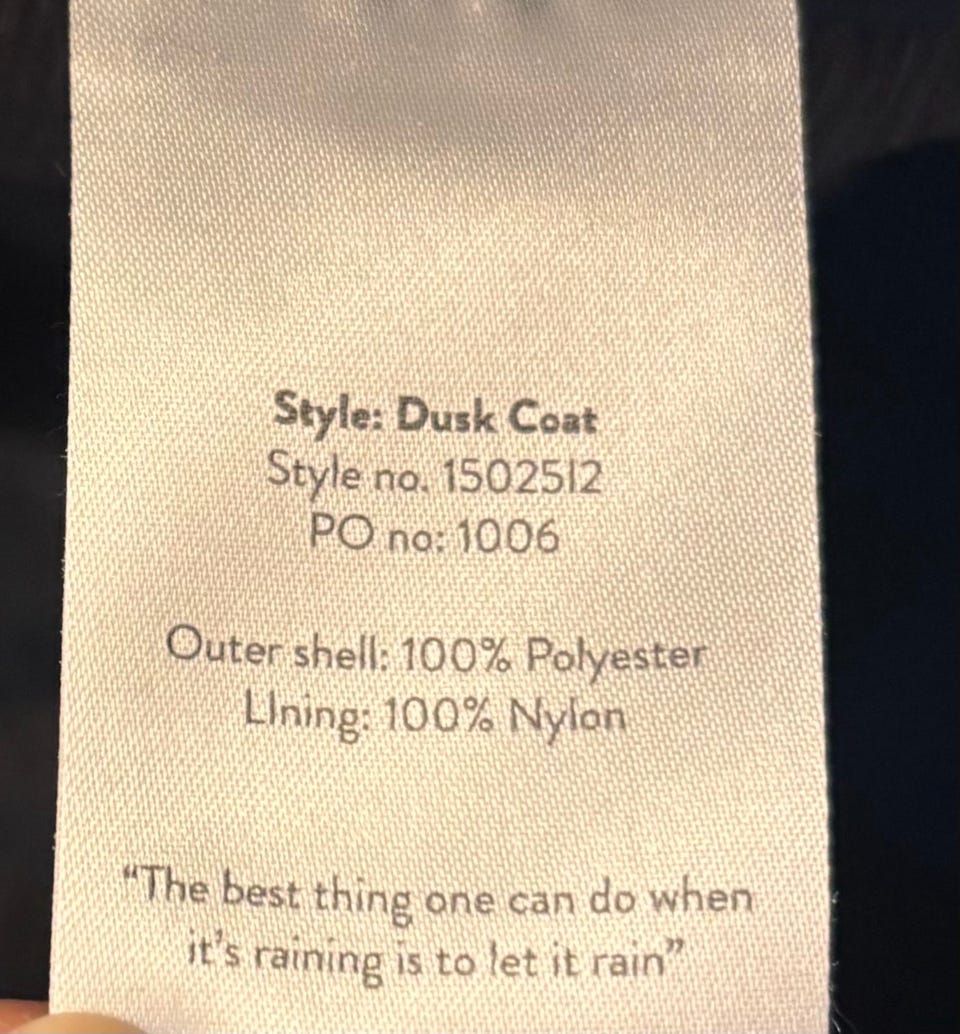 Style: Dusk Coat
Style no. 1502512
PO no: 1006
Outer shell: 100% Polyester
LIning: 100% Nylon
“The best thing one can do when
it’s raining is to let it rain”